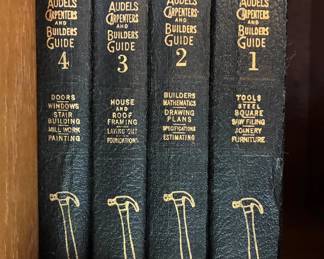 AUDELS
CARPENTERS
AND
BUILDERS
GUIDE
4
DOORS
WINDOWS
STAIR
BUILDING
MILL WORK
PAINTING
AUDELS
CARPENTERS
AND
BUILDERS
GUIDE
3
HOUSE
AND
ROOF
FRAMING
LAYING OUT
FOUNDATIONS
AUDELS
CARPENTERS
AND
BUILDERS
GUIDE
2
BUILDERS
MATHEMATICS
DRAWING
PLANS
SPECIFICATIONS
ESTIMATING
AUDELS
CARPENTERS
AND
BUILDERS
GUIDE
1
TOOLS
STEEL
SQUARE
SAW FILING
JOINERY
FURNITURE